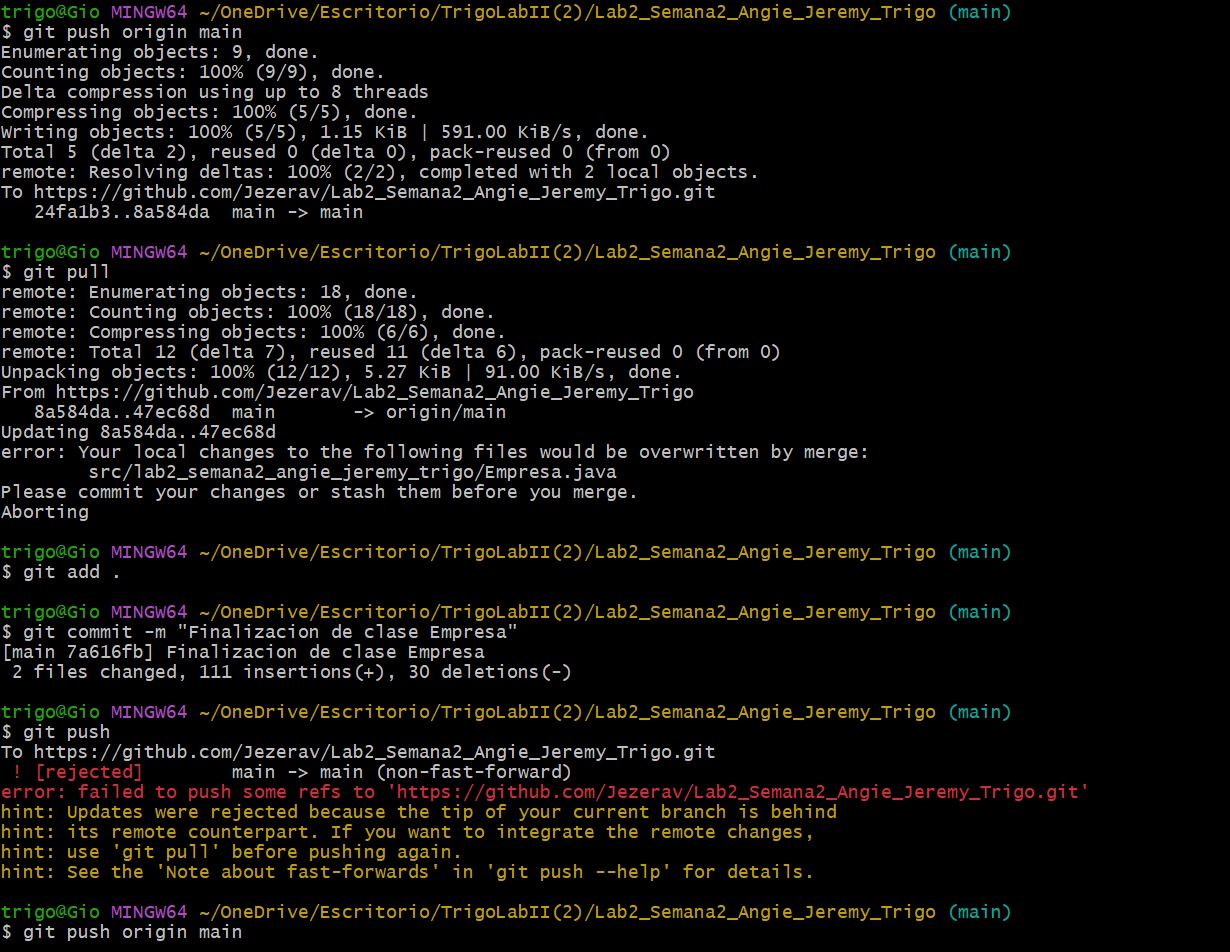 trigo@Gio MINGW64 ~/OneDrive/Escritorio/TrigoLabII(2)/Lab2_Semana2_Angie_Jeremy_Trigo (main)
$ git push origin main
Enumerating objects: 9, done.
Counting objects: 100% (9/9), done.
Delta compression using up to 8 threads
Compressing objects: 100% (5/5), done.
Writing objects: 100% (5/5), 1.15 KiB | 591.00 KiB/s, done.
Total 5 (delta 2), reused 0 (delta 0), pack-reused 0 (from 0)
remote: Resolving deltas: 100% (2/2), completed with 2 local objects.
To https://github.com/Jezerav/Lab2_Semana2_Angie_Jeremy_Trigo.git
   24fa1b3..8a584da  main -> main

trigo@Gio MINGW64 ~/OneDrive/Escritorio/TrigoLabII(2)/Lab2_Semana2_Angie_Jeremy_Trigo (main)
$ git pull
remote: Enumerating objects: 18, done.
remote: Counting objects: 100% (18/18), done.
remote: Compressing objects: 100% (6/6), done.
remote: Total 12 (delta 7), reused 11 (delta 6), pack-reused 0 (from 0)
Unpacking objects: 100% (12/12), 5.27 KiB | 91.00 KiB/s, done.
From https://github.com/Jezerav/Lab2_Semana2_Angie_Jeremy_Trigo
   8a584da..47ec68d  main       -> origin/main
Updating 8a584da..47ec68d
error: Your local changes to the following files would be overwritten by merge:
        src/lab2_semana2_angie_jeremy_trigo/Empresa.java
Please commit your changes or stash them before you merge.
Aborting

trigo@Gio MINGW64 ~/OneDrive/Escritorio/TrigoLabII(2)/Lab2_Semana2_Angie_Jeremy_Trigo (main)
$ git add .

trigo@Gio MINGW64 ~/OneDrive/Escritorio/TrigoLabII(2)/Lab2_Semana2_Angie_Jeremy_Trigo (main)
$ git commit -m "Finalizacion de clase Empresa"
[main 7a616fb] Finalizacion de clase Empresa
 2 files changed, 111 insertions(+), 30 deletions(-)

trigo@Gio MINGW64 ~/OneDrive/Escritorio/TrigoLabII(2)/Lab2_Semana2_Angie_Jeremy_Trigo (main)
$ git push
To https://github.com/Jezerav/Lab2_Semana2_Angie_Jeremy_Trigo.git
 ! [rejected]        main -> main (non-fast-forward)
error: failed to push some refs to 'https://github.com/Jezerav/Lab2_Semana2_Angie_Jeremy_Trigo.git'
hint: Updates were rejected because the tip of your current branch is behind
hint: its remote counterpart. If you want to integrate the remote changes,
hint: use 'git pull' before pushing again.
hint: See the 'Note about fast-forwards' in 'git push --help' for details.

trigo@Gio MINGW64 ~/OneDrive/Escritorio/TrigoLabII(2)/Lab2_Semana2_Angie_Jeremy_Trigo (main)
$ git push origin main